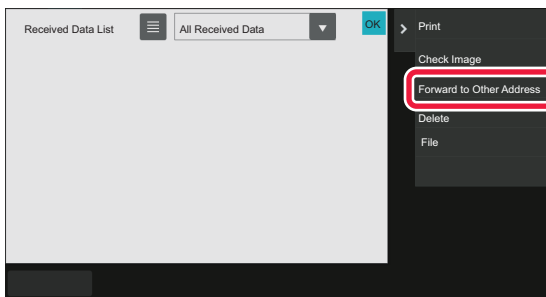 Received Data List
All Received Data
OK
Print
Check Image
Forward to Other Address
Delete
File